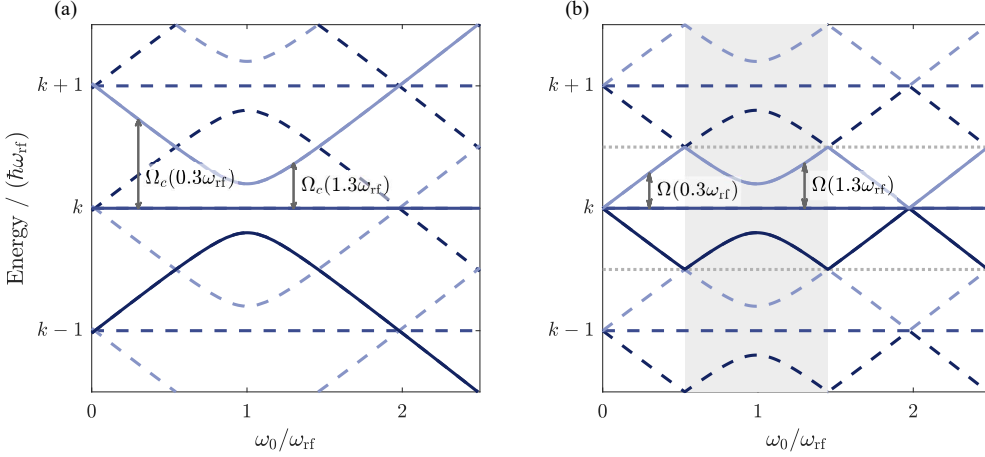 (a)
Energy / (ħω_rf)
k + 1
k
k − 1
Ω_c(0.3ω_rf)
Ω_c(1.3ω_rf)
0
1
2
ω_0/ω_rf
(b)
k + 1
k
k − 1
Ω(0.3ω_rf)
Ω(1.3ω_rf)
0
1
2
ω_0/ω_rf